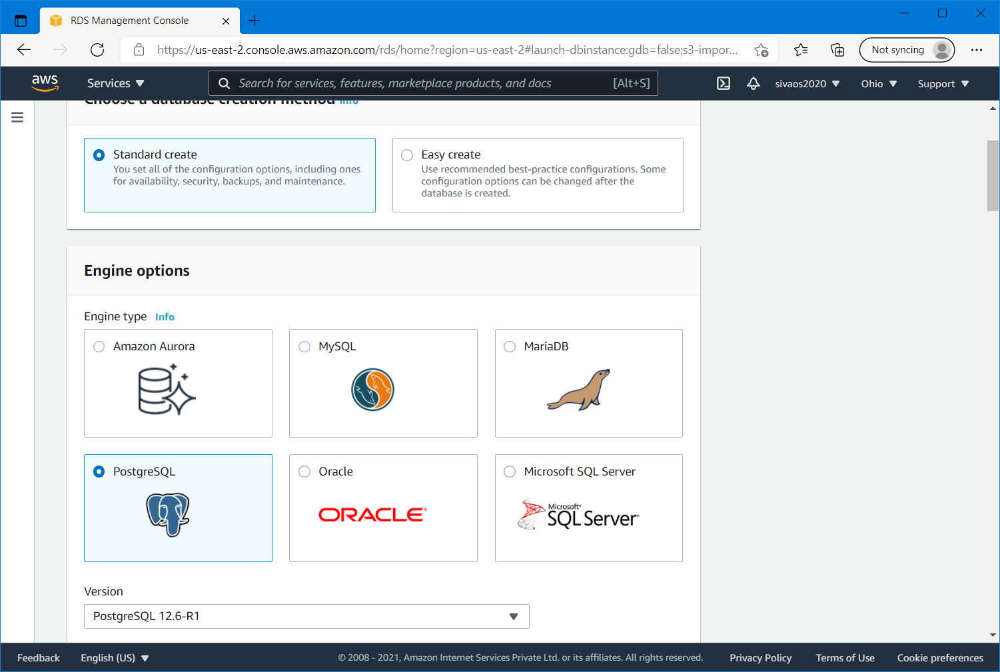 RDS Management Console
https://us-east-2.console.aws.amazon.com/rds/home?region=us-east-2#launch-dbinstance:gdb=false;s3-impor...
Not syncing
aws
Services
Search for services, features, marketplace products, and docs
[Alt+S]
sivaos2020
Ohio
Support
Choose a database creation method Info
Standard create
You set all of the configuration options, including ones
for availability, security, backups, and maintenance.
Easy create
Use recommended best-practice configurations. Some
configuration options can be changed after the
database is created.
Engine options
Engine type Info
Amazon Aurora
MySQL
MariaDB
PostgreSQL
Oracle
ORACLE
Microsoft SQL Server
Microsoft®
SQL Server
Version
PostgreSQL 12.6-R1
Feedback
English (US)
© 2008 - 2021, Amazon Internet Services Private Ltd. or its affiliates. All rights reserved.
Privacy Policy
Terms of Use
Cookie preferences